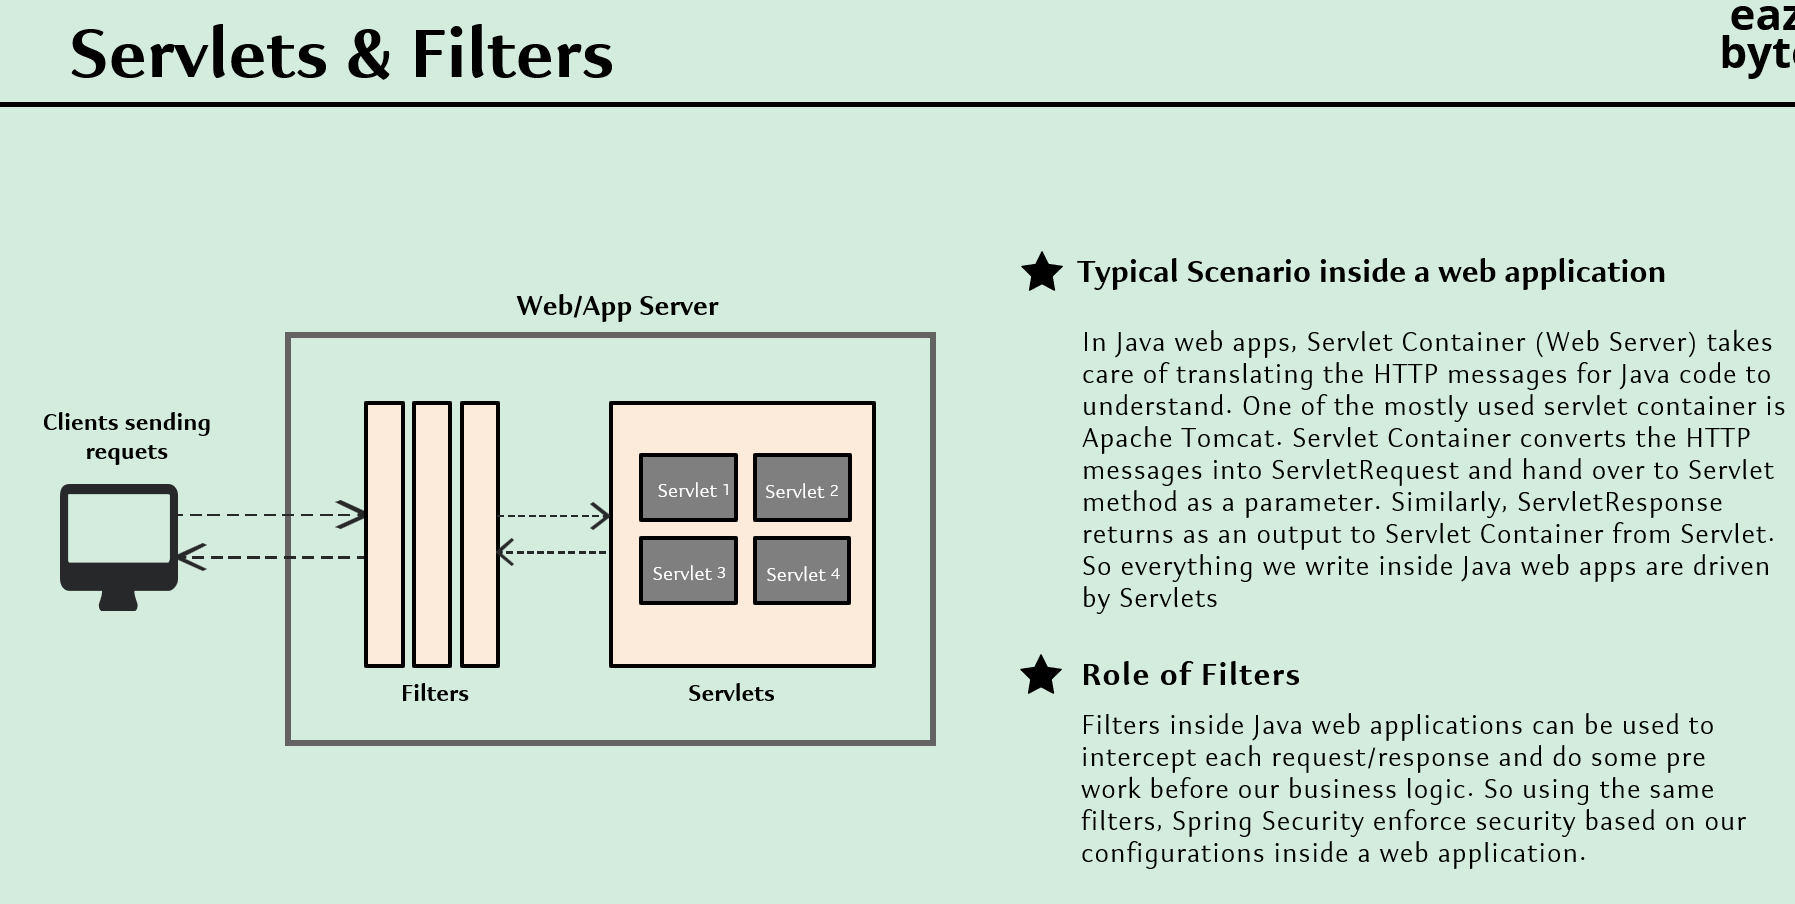 Servlets & Filters
eaz
byte
Typical Scenario inside a web application
Web/App Server
In Java web apps, Servlet Container (Web Server) takes
care of translating the HTTP messages for Java code to
understand. One of the mostly used servlet container is
Apache Tomcat. Servlet Container converts the HTTP
messages into ServletRequest and hand over to Servlet
method as a parameter. Similarly, ServletResponse
returns as an output to Servlet Container from Servlet.
So everything we write inside Java web apps are driven
by Servlets
Clients sending
requets
Servlet 1
Servlet 2
Servlet 3
Servlet 4
Filters
Servlets
Role of Filters
Filters inside Java web applications can be used to
intercept each request/response and do some pre
work before our business logic. So using the same
filters, Spring Security enforce security based on our
configurations inside a web application.